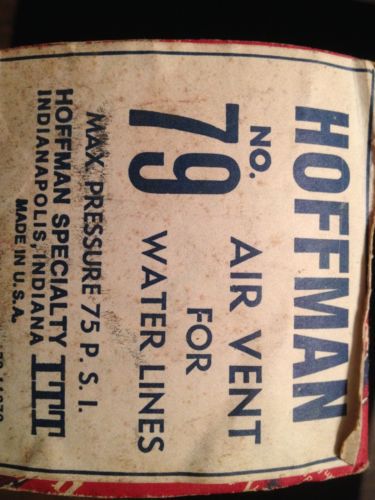 HOFFMAN
NO. 79 AIR VENT
FOR
WATER LINES
MAX. PRESSURE 75 P. S. I.
HOFFMAN SPECIALTY ITT
INDIANAPOLIS, INDIANA
MADE IN U.S.A.